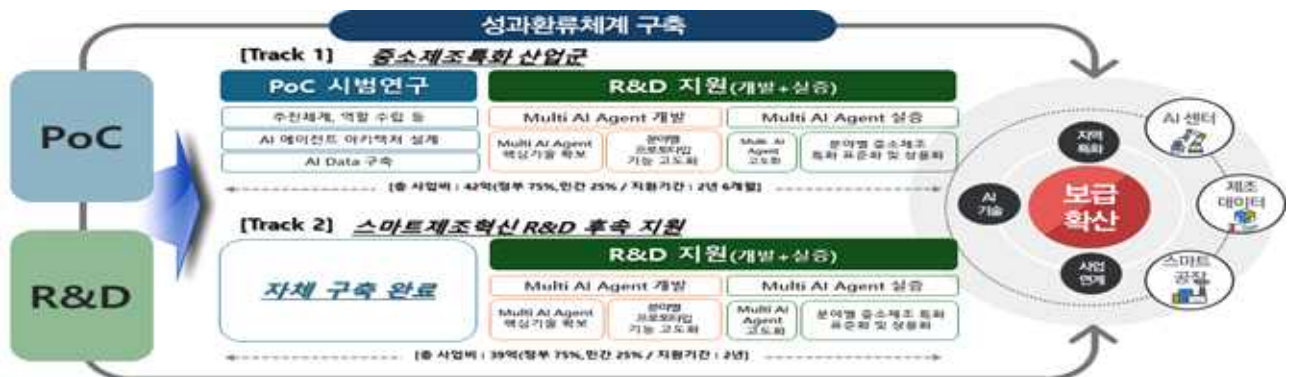 성과환류체계 구축
[Track 1] 중소제조특화 산업군
PoC
R&D
PoC 시범연구
R&D 지원(개발+실증)
추진체계, 역할 수립 등
AI 에이전트 아키텍처 설계
AI Data 구축
Multi AI Agent 개발
Multi AI Agent 실증
Multi AI Agent
핵심기술 확보
분야별
프로토타입
기능 고도화
Multi AI
Agent
고도화
분야별 중소제조
특화 표준화 및 상용화
[총 사업비 : 42억(정부 75%,민간 25% / 지원기간 : 2년 6개월]
[Track 2] 스마트제조혁신 R&D 후속 지원
자체 구축 완료
R&D 지원(개발+실증)
Multi AI Agent 개발
Multi AI Agent 실증
Multi AI Agent
핵심기술 확보
분야별
프로토타입
기능 고도화
Multi AI
Agent
고도화
분야별 중소제조 특화
표준화 및 상용화
[총 사업비 : 39억(정부 75%,민간 25% / 지원기간 : 2년]
보급
확산
지역
특화
AI
기술
사업
연계
AI 센터
제조
데이터
스마트
공장